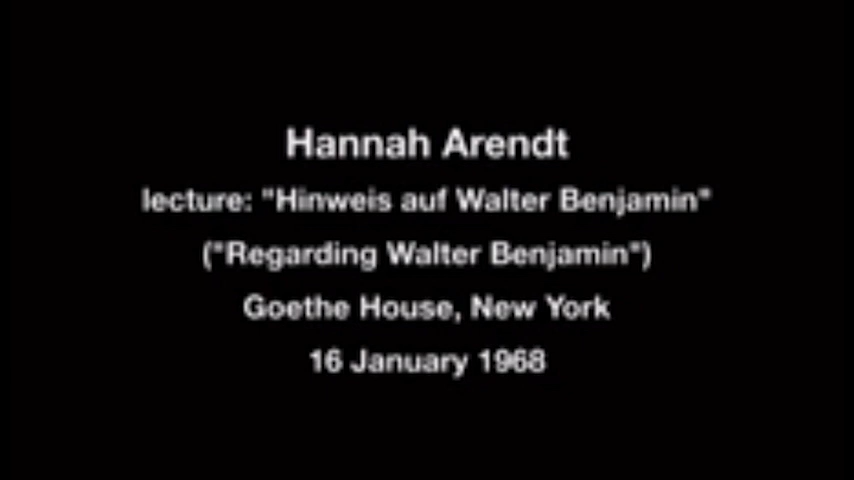 Hannah Arendt
lecture: "Hinweis auf Walter Benjamin"
("Regarding Walter Benjamin")
Goethe House, New York
16 January 1968